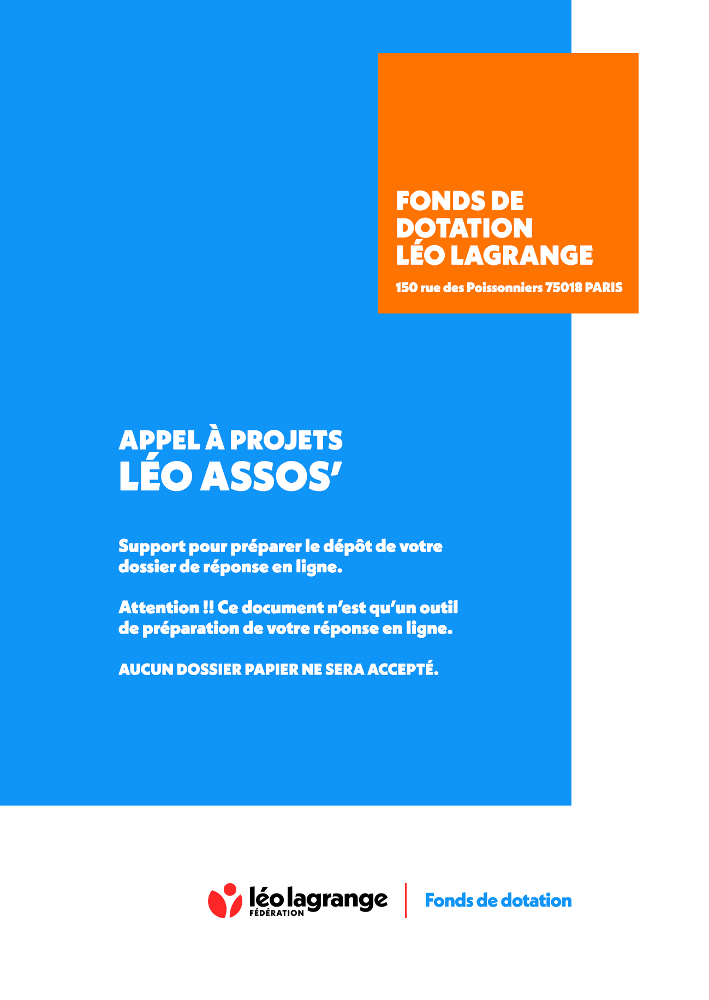 FONDS DE
DOTATION
LÉO LAGRANGE
150 rue des Poissonniers 75018 PARIS
APPEL À PROJETS
LÉO ASSOS’
Support pour préparer le dépôt de votre
dossier de réponse en ligne.
Attention !! Ce document n’est qu’un outil
de préparation de votre réponse en ligne.
AUCUN DOSSIER PAPIER NE SERA ACCEPTÉ.
léo lagrange
FÉDÉRATION
Fonds de dotation